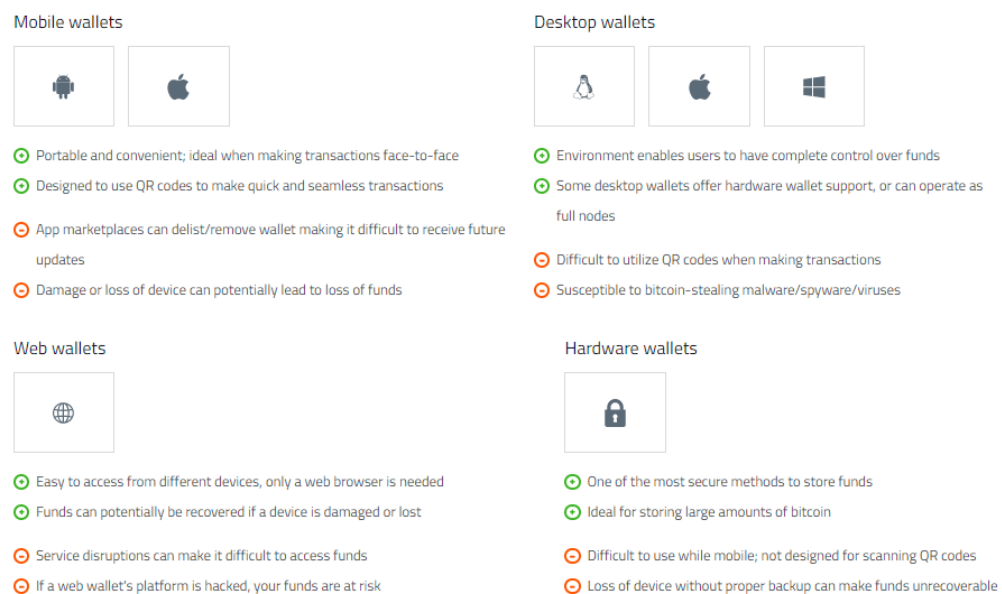 Mobile wallets
Portable and convenient; ideal when making transactions face-to-face
Designed to use QR codes to make quick and seamless transactions
App marketplaces can delist/remove wallet making it difficult to receive future
updates
Damage or loss of device can potentially lead to loss of funds
Desktop wallets
Environment enables users to have complete control over funds
Some desktop wallets offer hardware wallet support, or can operate as
full nodes
Difficult to utilize QR codes when making transactions
Susceptible to bitcoin-stealing malware/spyware/viruses
Web wallets
Easy to access from different devices, only a web browser is needed
Funds can potentially be recovered if a device is damaged or lost
Service disruptions can make it difficult to access funds
If a web wallet's platform is hacked, your funds are at risk
Hardware wallets
One of the most secure methods to store funds
Ideal for storing large amounts of bitcoin
Difficult to use while mobile; not designed for scanning QR codes
Loss of device without proper backup can make funds unrecoverable